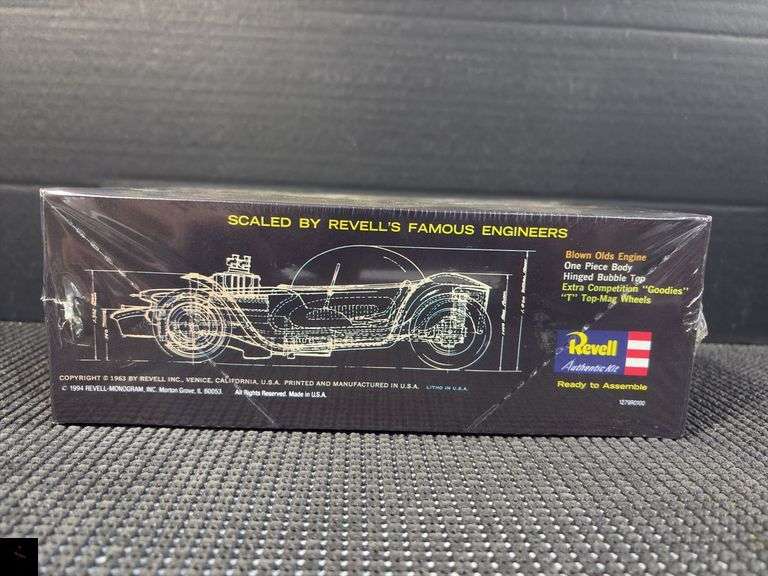 SCALED BY REVELL'S FAMOUS ENGINEERS
Blown Olds Engine
One Piece Body
Hinged Bubble Top
Extra Competition "Goodies"
"T" Top-Mag Wheels
Revell
Authentic Kit
Ready to Assemble
COPYRIGHT © 1963 BY REVELL INC., VENICE, CALIFORNIA, U.S.A. PRINTED AND MANUFACTURED IN U.S.A. LITHO IN U.S.A.
© 1994 REVELL-MONOGRAM, INC. Morton Grove, IL 60053. All Rights Reserved. Made in U.S.A.